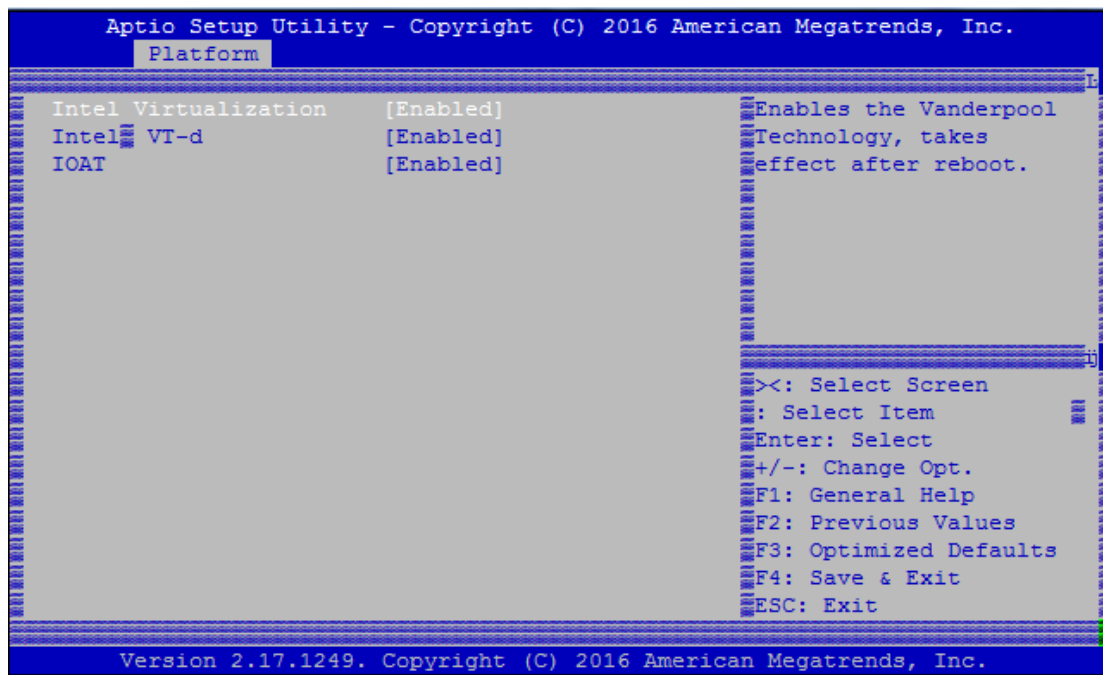 Aptio Setup Utility – Copyright (C) 2016 American Megatrends, Inc.
Platform
Intel Virtualization [Enabled]
Intel VT-d [Enabled]
IOAT [Enabled]
Enables the Vanderpool
Technology, takes
effect after reboot.
><: Select Screen
: Select Item
Enter: Select
+/-: Change Opt.
F1: General Help
F2: Previous Values
F3: Optimized Defaults
F4: Save & Exit
ESC: Exit
Version 2.17.1249. Copyright (C) 2016 American Megatrends, Inc.